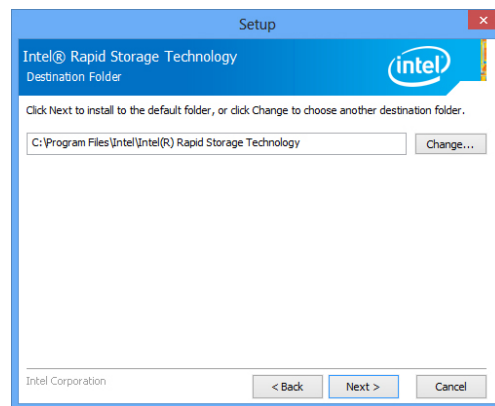 Setup
Intel® Rapid Storage Technology
Destination Folder
intel
Click Next to install to the default folder, or click Change to choose another destination folder.
C:\Program Files\Intel\Intel(R) Rapid Storage Technology
Change...
Intel Corporation
< Back
Next >
Cancel